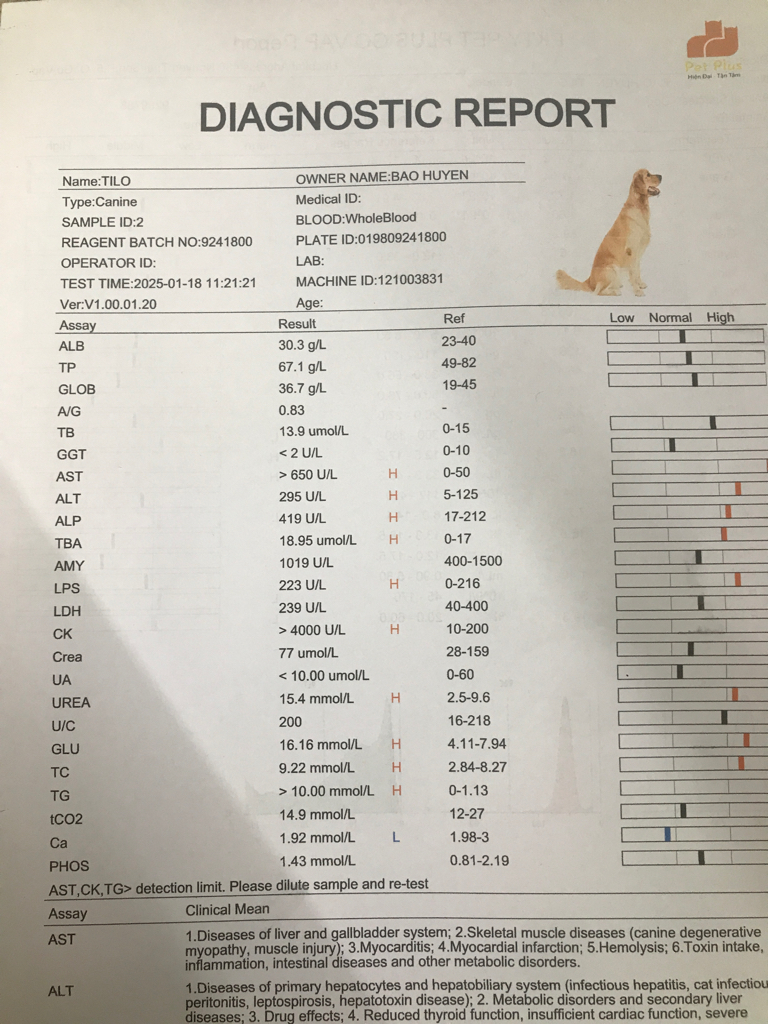 Pet Plus
Hiện Đại Tận Tâm
DIAGNOSTIC REPORT
Name:TILO OWNER NAME:BAO HUYEN
Type:Canine Medical ID:
SAMPLE ID:2 BLOOD:WholeBlood
REAGENT BATCH NO:9241800 PLATE ID:019809241800
OPERATOR ID: LAB:
TEST TIME:2025-01-18 11:21:21 MACHINE ID:121003831
Ver:V1.00.01.20 Age:
Assay Result Ref Low Normal High
ALB 30.3 g/L 23-40
TP 67.1 g/L 49-82
GLOB 36.7 g/L 19-45
A/G 0.83 -
TB 13.9 umol/L 0-15
GGT < 2 U/L 0-10
AST > 650 U/L H 0-50
ALT 295 U/L H 5-125
ALP 419 U/L H 17-212
TBA 18.95 umol/L H 0-17
AMY 1019 U/L 400-1500
LPS 223 U/L H 0-216
LDH 239 U/L 40-400
CK > 4000 U/L H 10-200
Crea 77 umol/L 28-159
UA < 10.00 umol/L 0-60
UREA 15.4 mmol/L H 2.5-9.6
U/C 200 16-218
GLU 16.16 mmol/L H 4.11-7.94
TC 9.22 mmol/L H 2.84-8.27
TG > 10.00 mmol/L H 0-1.13
tCO2 14.9 mmol/L 12-27
Ca 1.92 mmol/L L 1.98-3
PHOS 1.43 mmol/L 0.81-2.19
AST,CK,TG> detection limit. Please dilute sample and re-test
Assay Clinical Mean
AST 1.Diseases of liver and gallbladder system; 2.Skeletal muscle diseases (canine degenerative
myopathy, muscle injury); 3.Myocarditis; 4.Myocardial infarction; 5.Hemolysis; 6.Toxin intake,
inflammation, intestinal diseases and other metabolic disorders.
ALT 1.Diseases of primary hepatocytes and hepatobiliary system (infectious hepatitis, cat infectiou
peritonitis, leptospirosis, hepatotoxin disease); 2. Metabolic disorders and secondary liver
diseases; 3. Drug effects; 4. Reduced thyroid function, insufficient cardiac function, severe